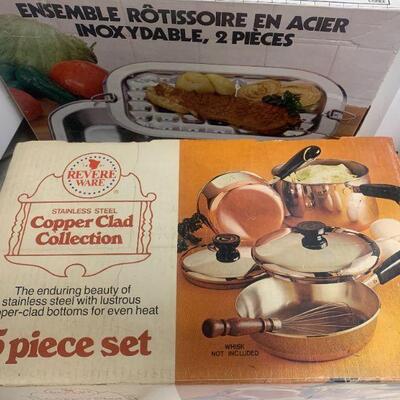 ENSEMBLE RÔTISSOIRE EN ACIER
INOXYDABLE, 2 PIÈCES
REVERE
WARE
®
STAINLESS STEEL
Copper Clad
Collection
The enduring beauty of
stainless steel with lustrous
copper-clad bottoms for even heat
5 piece set
WHISK
NOT INCLUDED